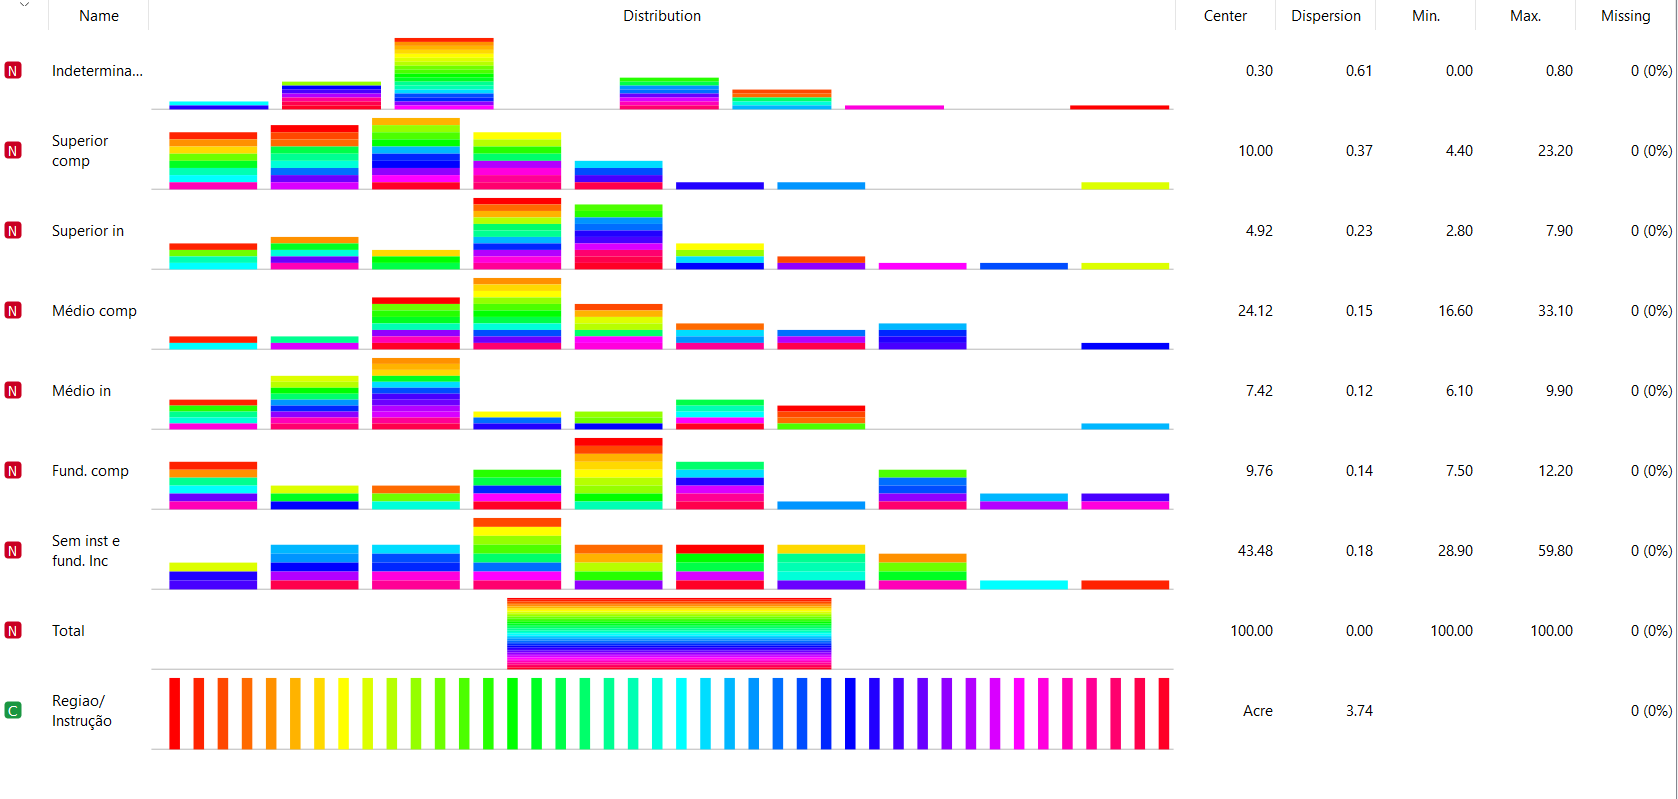 Name Distribution Center Dispersion Min. Max. Missing
N Indetermina... 0.30 0.61 0.00 0.80 0 (0%)
N Superior comp 10.00 0.37 4.40 23.20 0 (0%)
N Superior in 4.92 0.23 2.80 7.90 0 (0%)
N Médio comp 24.12 0.15 16.60 33.10 0 (0%)
N Médio in 7.42 0.12 6.10 9.90 0 (0%)
N Fund. comp 9.76 0.14 7.50 12.20 0 (0%)
N Sem inst e fund. Inc 43.48 0.18 28.90 59.80 0 (0%)
N Total 100.00 0.00 100.00 100.00 0 (0%)
C Regiao/ Instrução Acre 3.74 0 (0%)